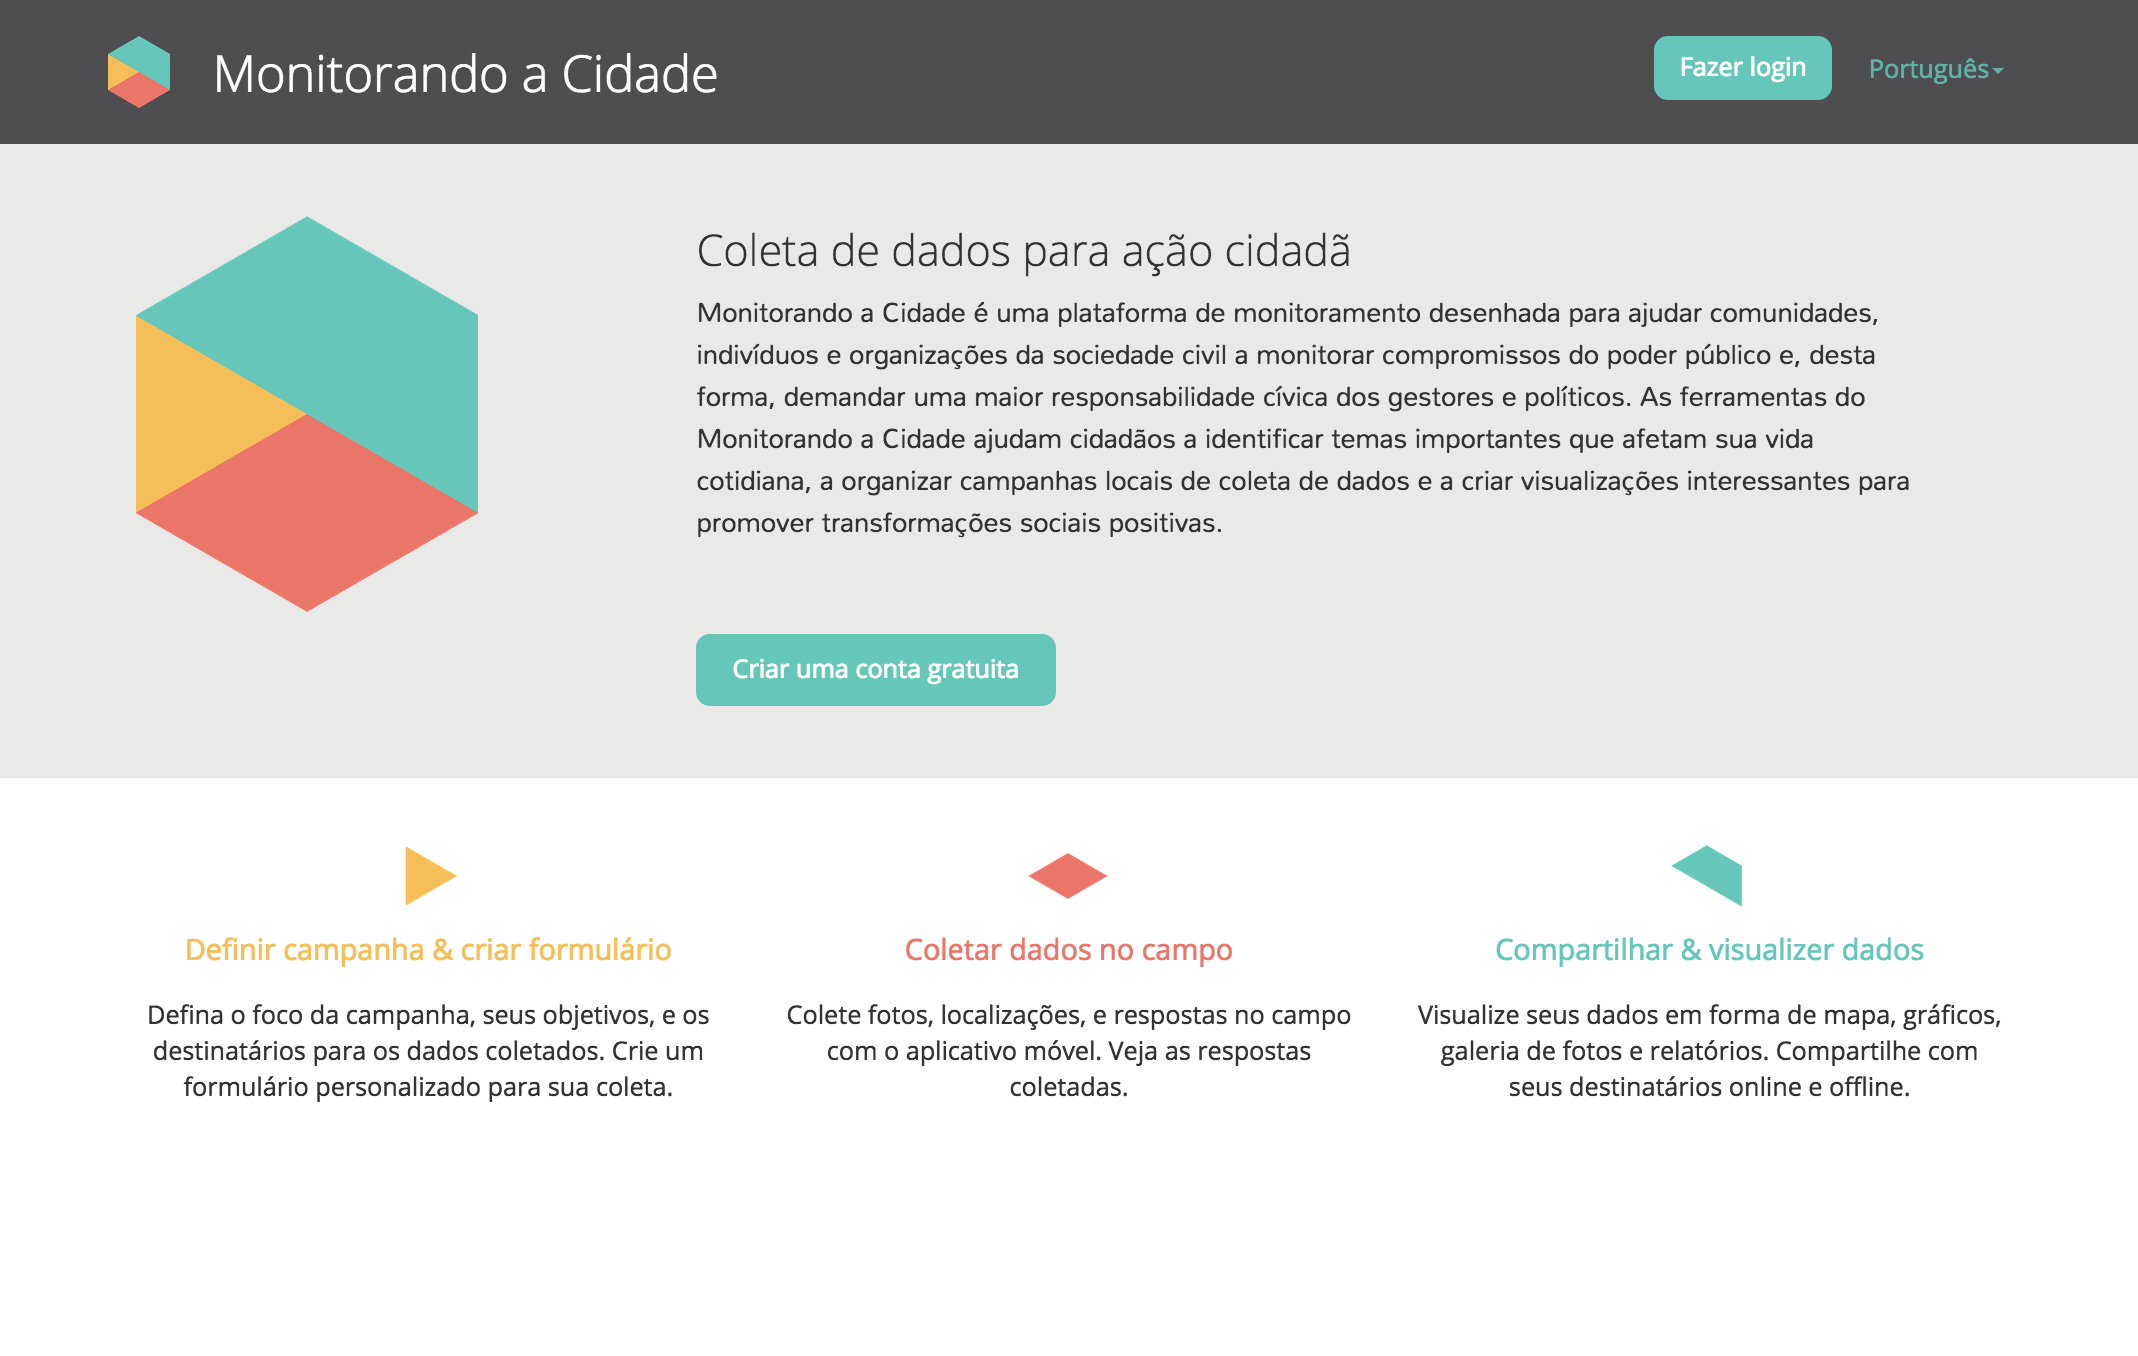 Monitorando a Cidade
Fazer login
Português
Coleta de dados para ação cidadã
Monitorando a Cidade é uma plataforma de monitoramento desenhada para ajudar comunidades,
indivíduos e organizações da sociedade civil a monitorar compromissos do poder público e, desta
forma, demandar uma maior responsabilidade cívica dos gestores e políticos. As ferramentas do
Monitorando a Cidade ajudam cidadãos a identificar temas importantes que afetam sua vida
cotidiana, a organizar campanhas locais de coleta de dados e a criar visualizações interessantes para
promover transformações sociais positivas.
Criar uma conta gratuita
Definir campanha & criar formulário
Defina o foco da campanha, seus objetivos, e os
destinatários para os dados coletados. Crie um
formulário personalizado para sua coleta.
Coletar dados no campo
Colete fotos, localizações, e respostas no campo
com o aplicativo móvel. Veja as respostas
coletadas.
Compartilhar & visualizer dados
Visualize seus dados em forma de mapa, gráficos,
galeria de fotos e relatórios. Compartilhe com
seus destinatários online e offline.